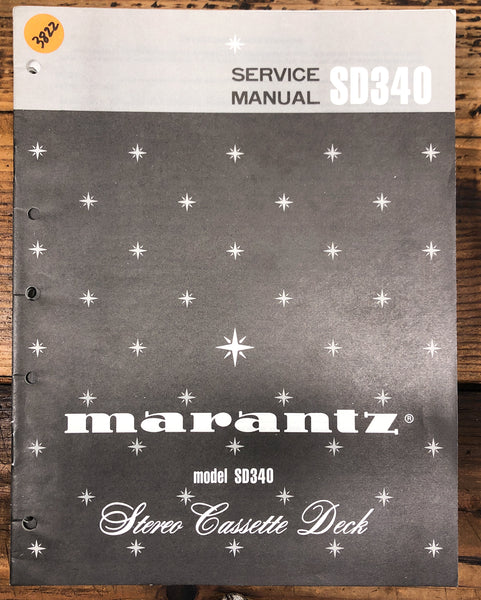 3822
SERVICE
MANUAL SD340
marantz®
model SD340
Stereo Cassette Deck